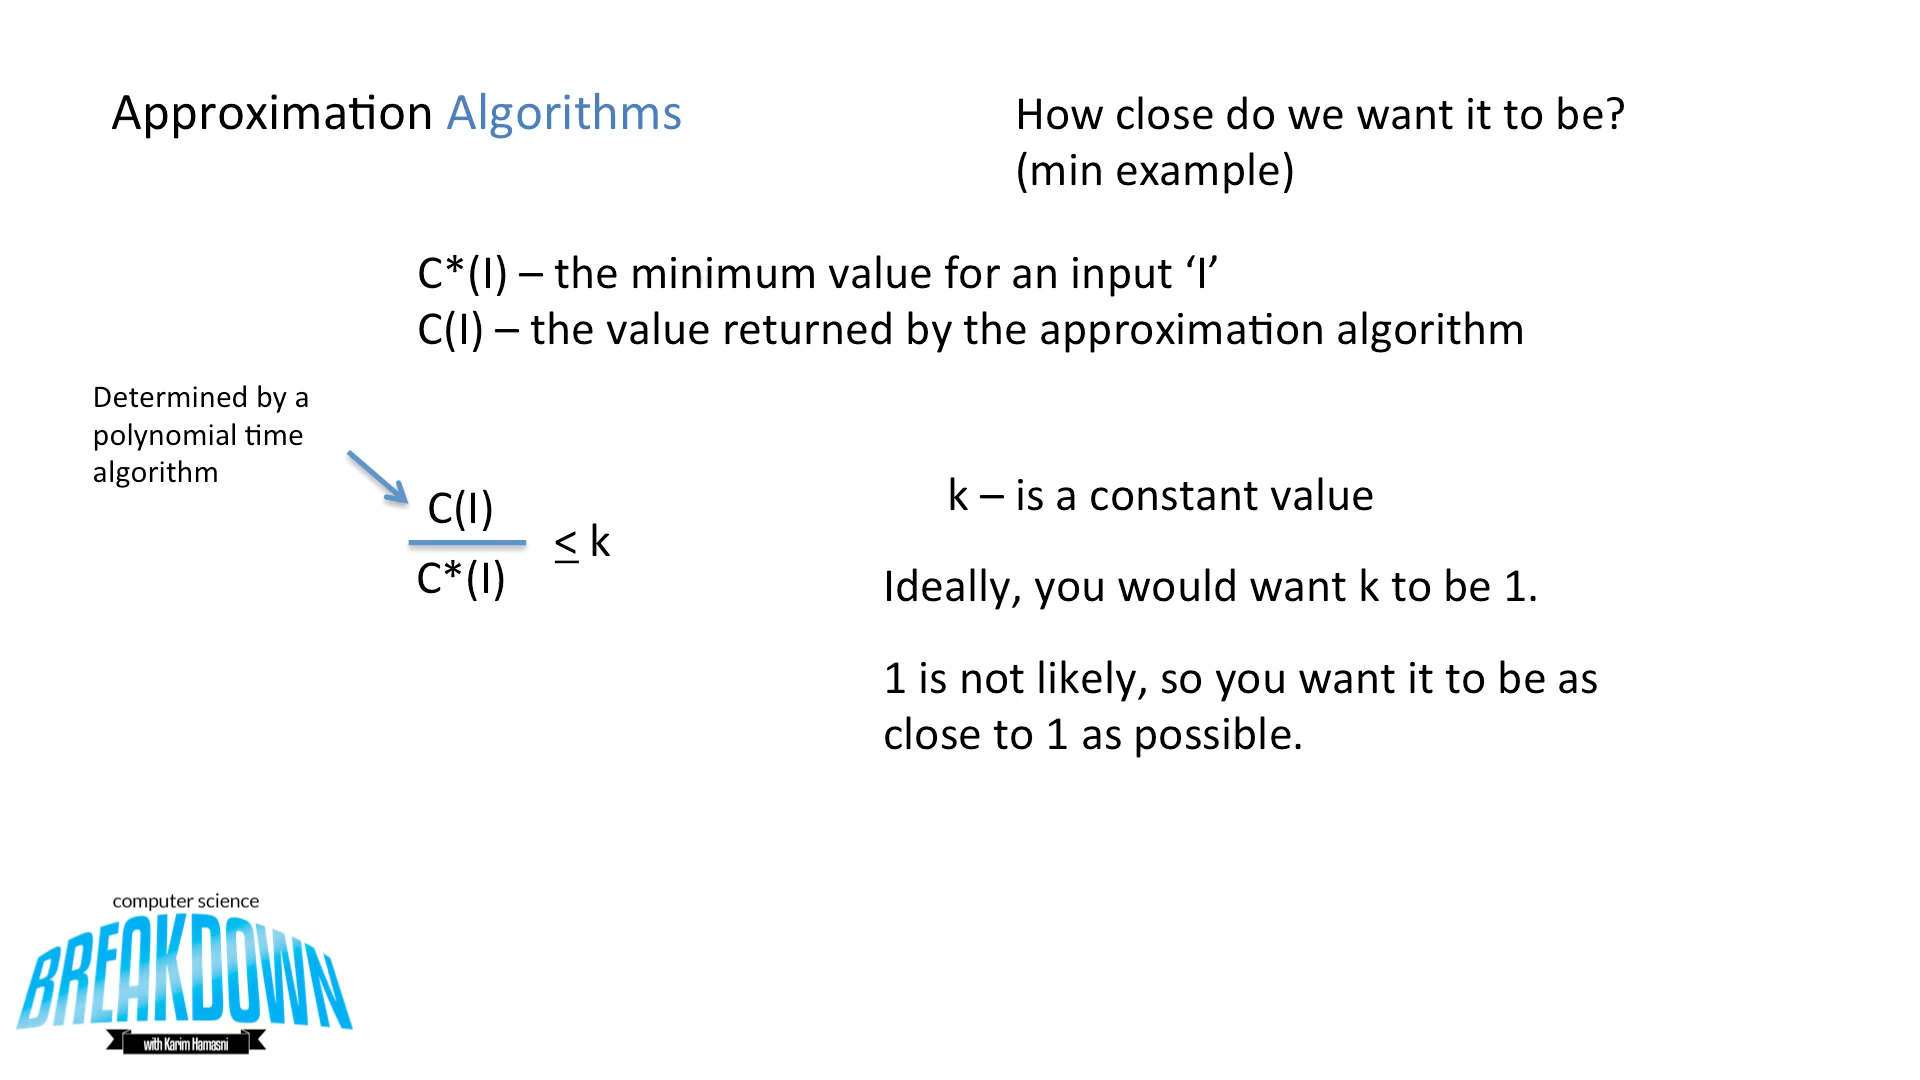 Approximation Algorithms
How close do we want it to be?
(min example)
C*(I) – the minimum value for an input ‘I’
C(I) – the value returned by the approximation algorithm
Determined by a
polynomial time
algorithm
C(I)
C*(I)
≤ k
k – is a constant value
Ideally, you would want k to be 1.
1 is not likely, so you want it to be as
close to 1 as possible.
computer science
BREAKDOWN
with Karim Hamasni